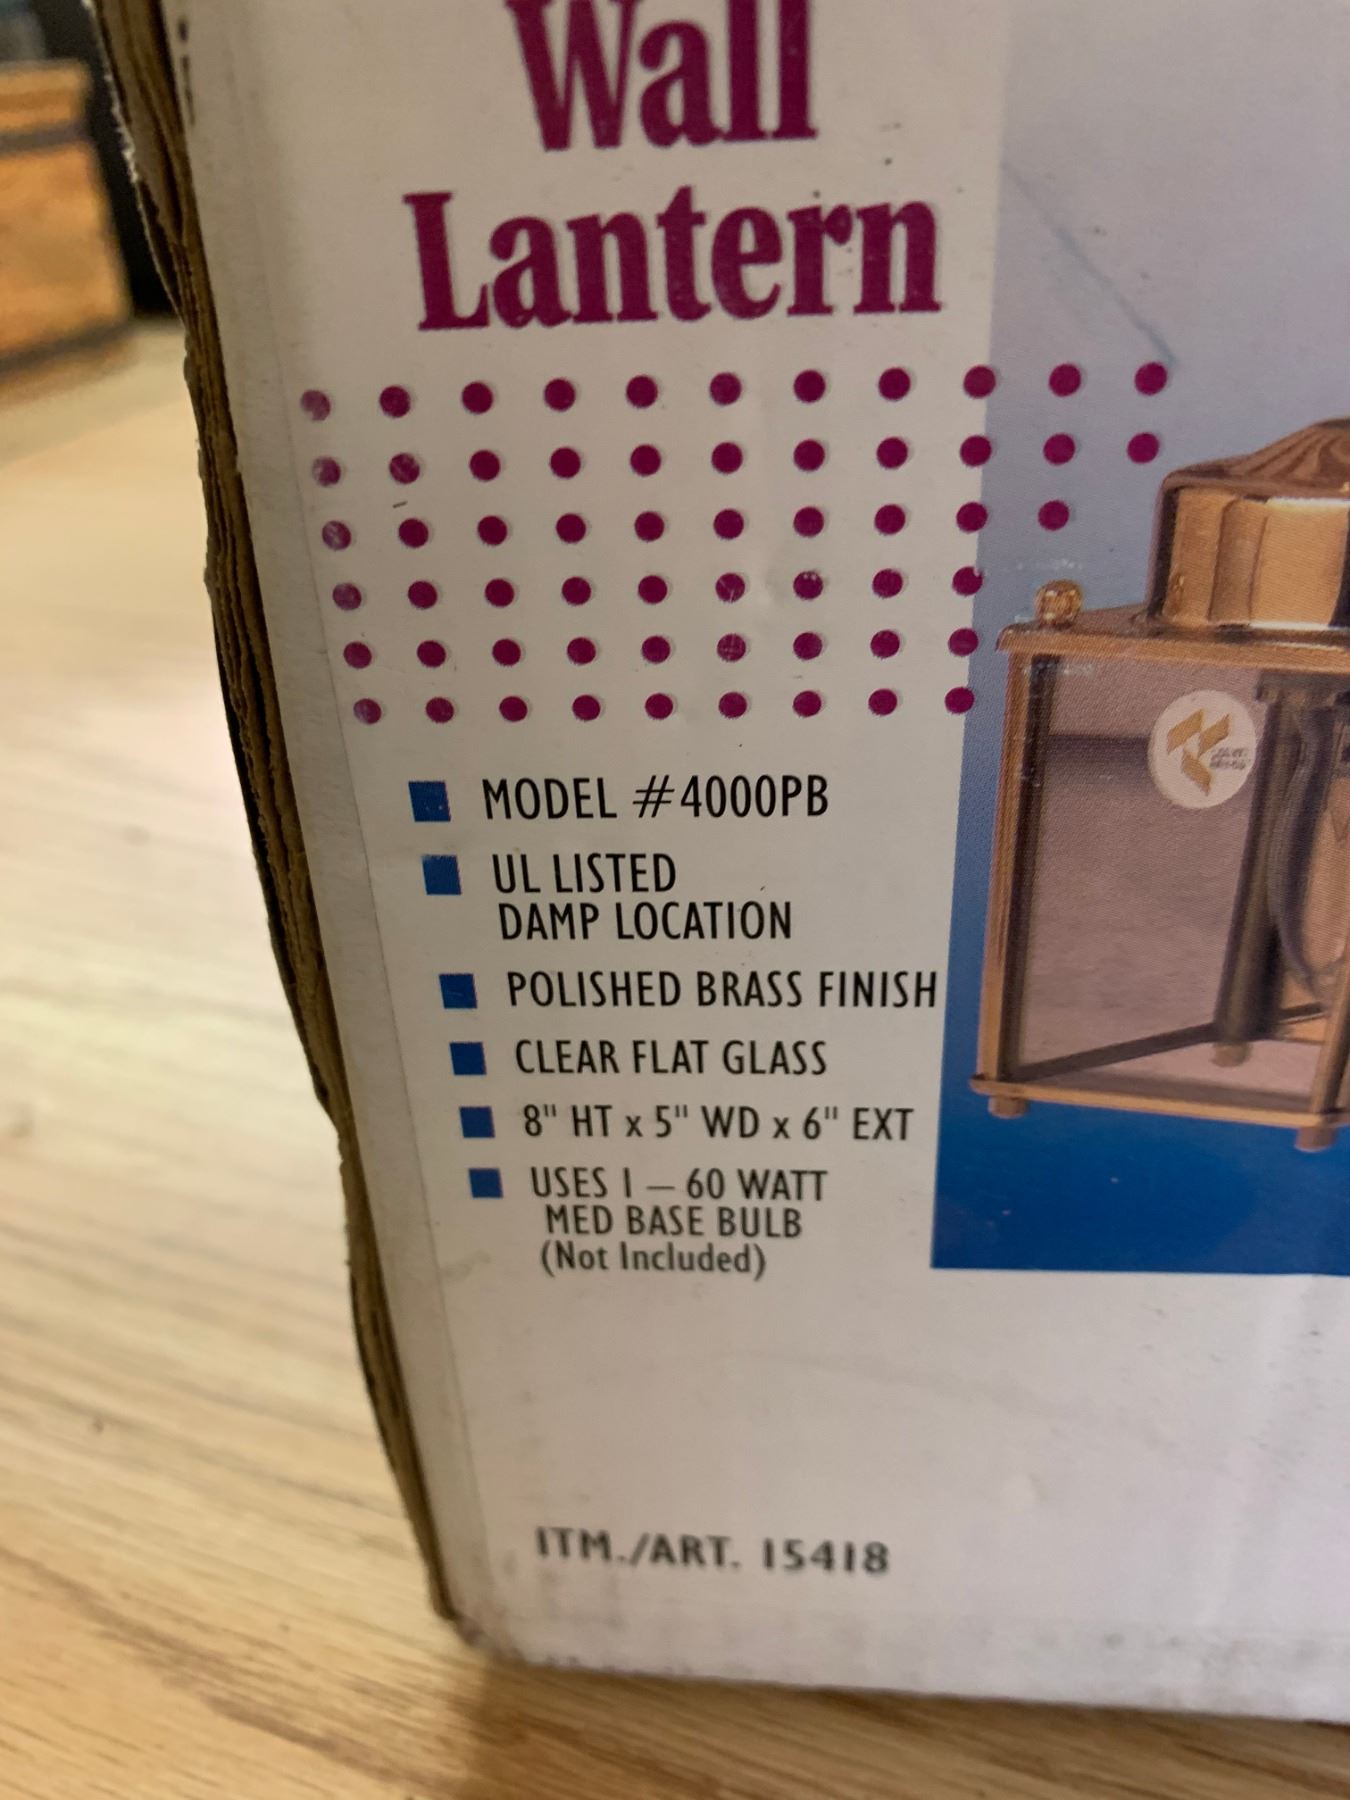 Wall
Lantern
MODEL #4000PB
UL LISTED
DAMP LOCATION
POLISHED BRASS FINISH
CLEAR FLAT GLASS
8" HT x 5" WD x 6" EXT
USES 1 – 60 WATT
MED BASE BULB
(Not Included)
ITM./ART. 15418